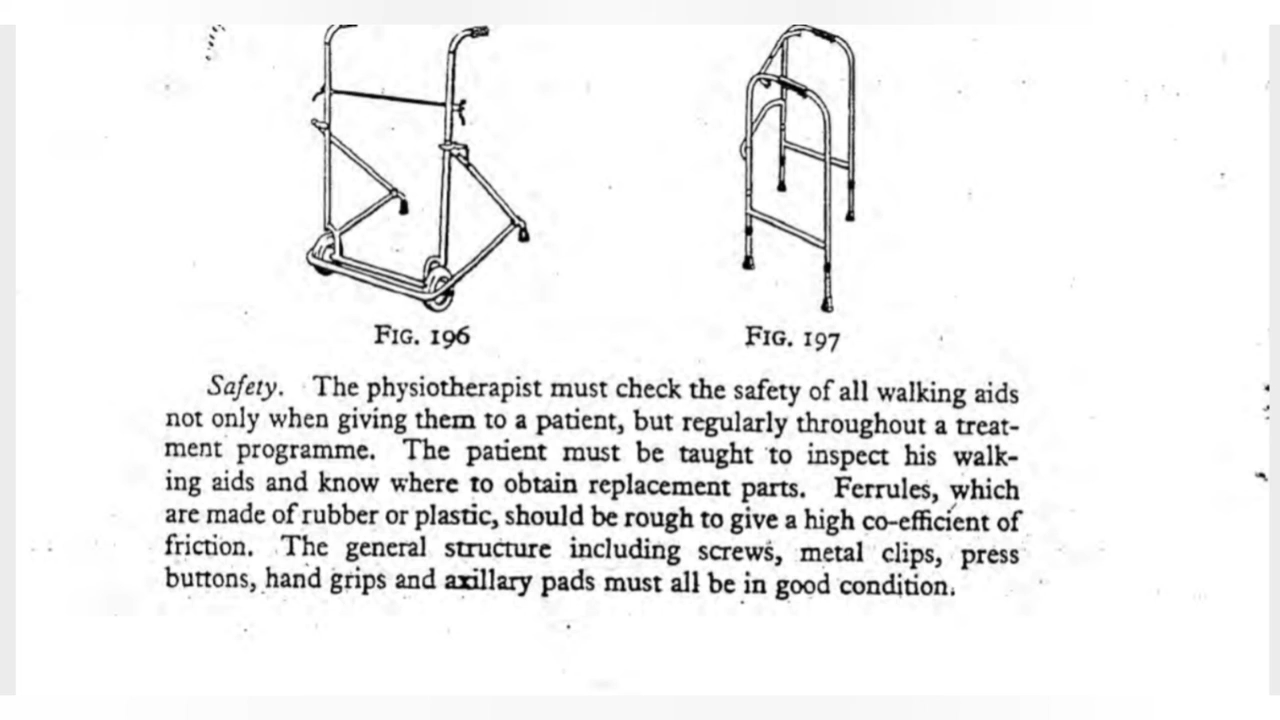 FIG. 196
FIG. 197
Safety. The physiotherapist must check the safety of all walking aids
not only when giving them to a patient, but regularly throughout a treat-
ment programme. The patient must be taught to inspect his walk-
ing aids and know where to obtain replacement parts. Ferrules, which
are made of rubber or plastic, should be rough to give a high co-efficient of
friction. The general structure including screws, metal clips, press
buttons, hand grips and axillary pads must all be in good condition.